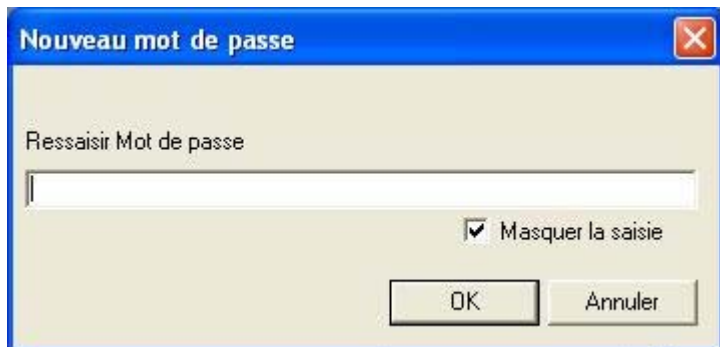 Nouveau mot de passe
Ressaisir Mot de passe
Masquer la saisie
OK Annuler